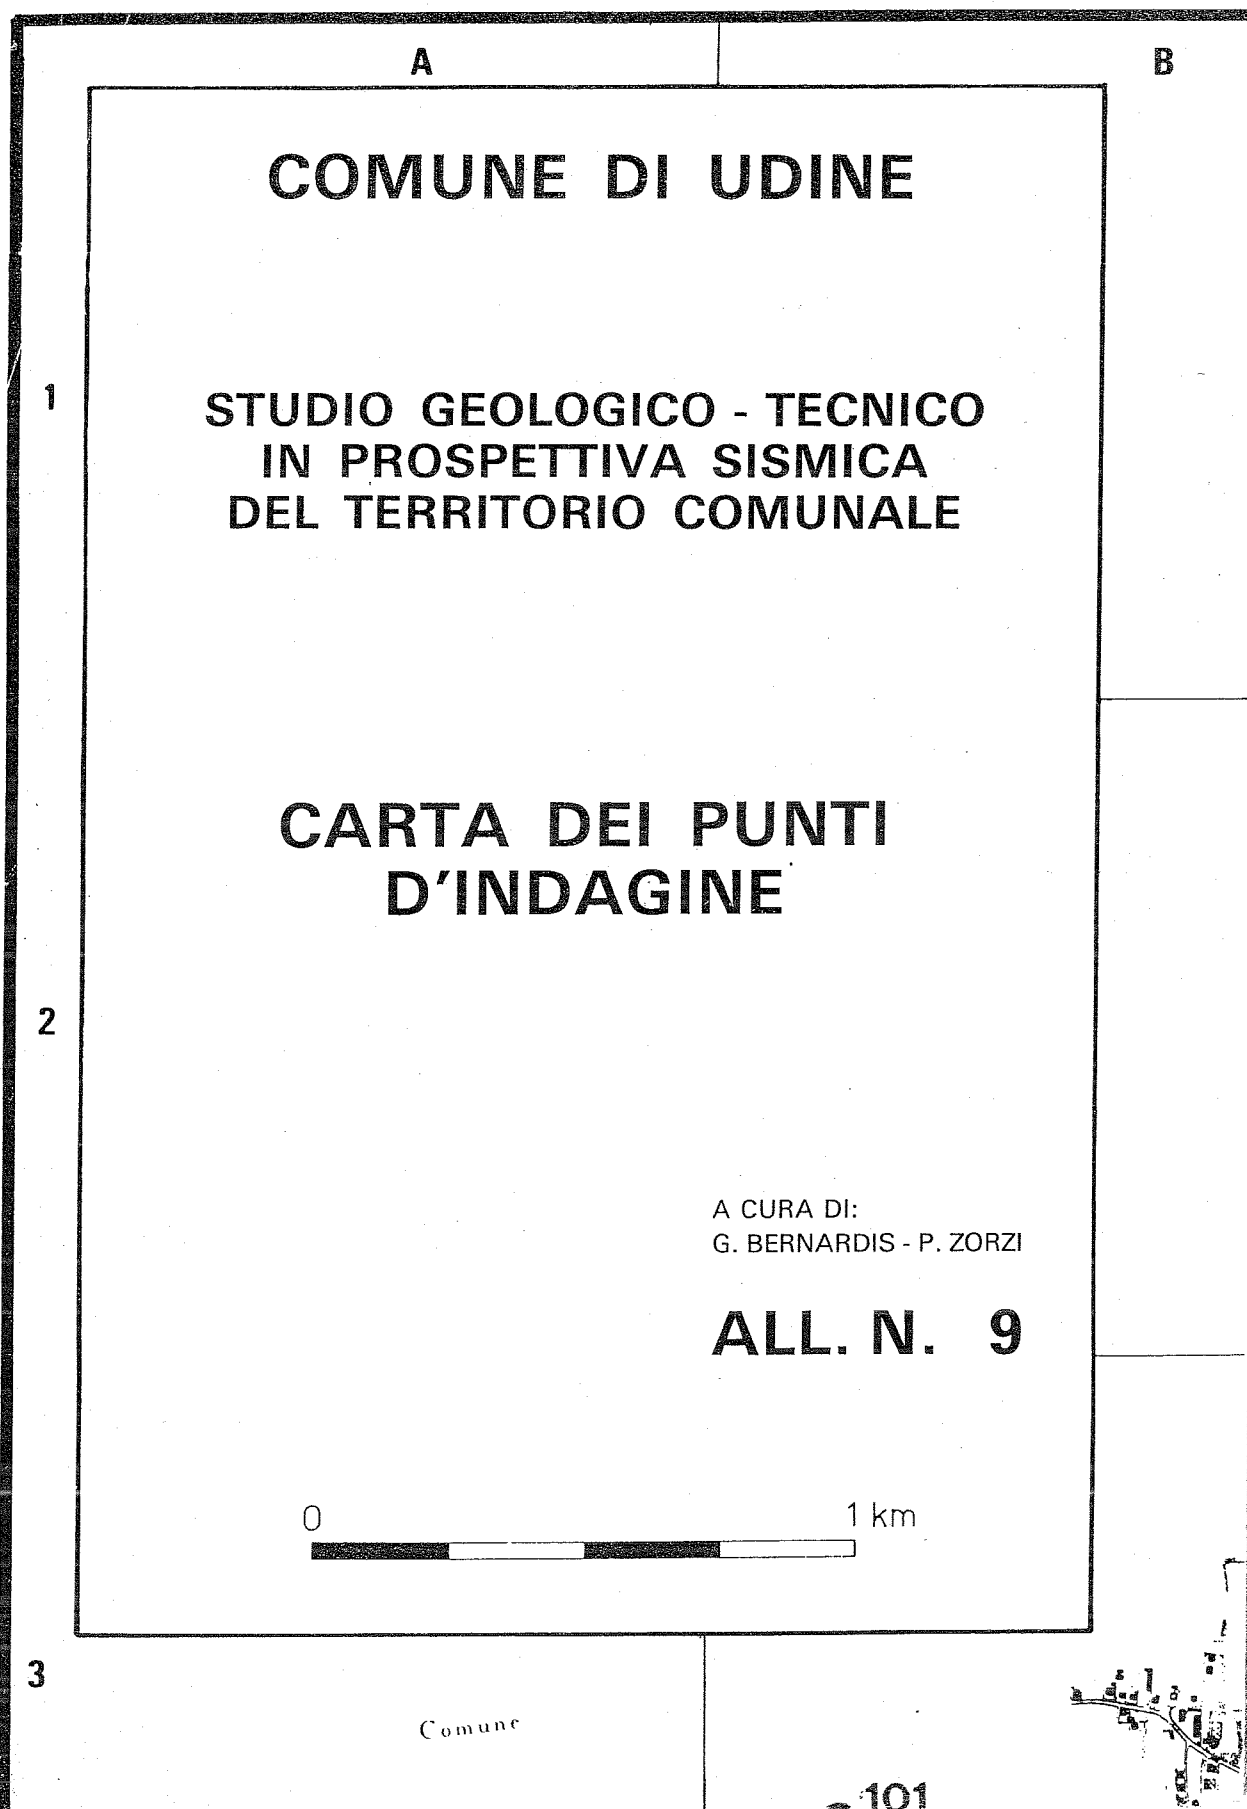 A
B
COMUNE DI UDINE
1
STUDIO GEOLOGICO - TECNICO
IN PROSPETTIVA SISMICA
DEL TERRITORIO COMUNALE
CARTA DEI PUNTI
D'INDAGINE
2
A CURA DI:
G. BERNARDIS - P. ZORZI
ALL. N. 9
0 1 km
3
Comune
101